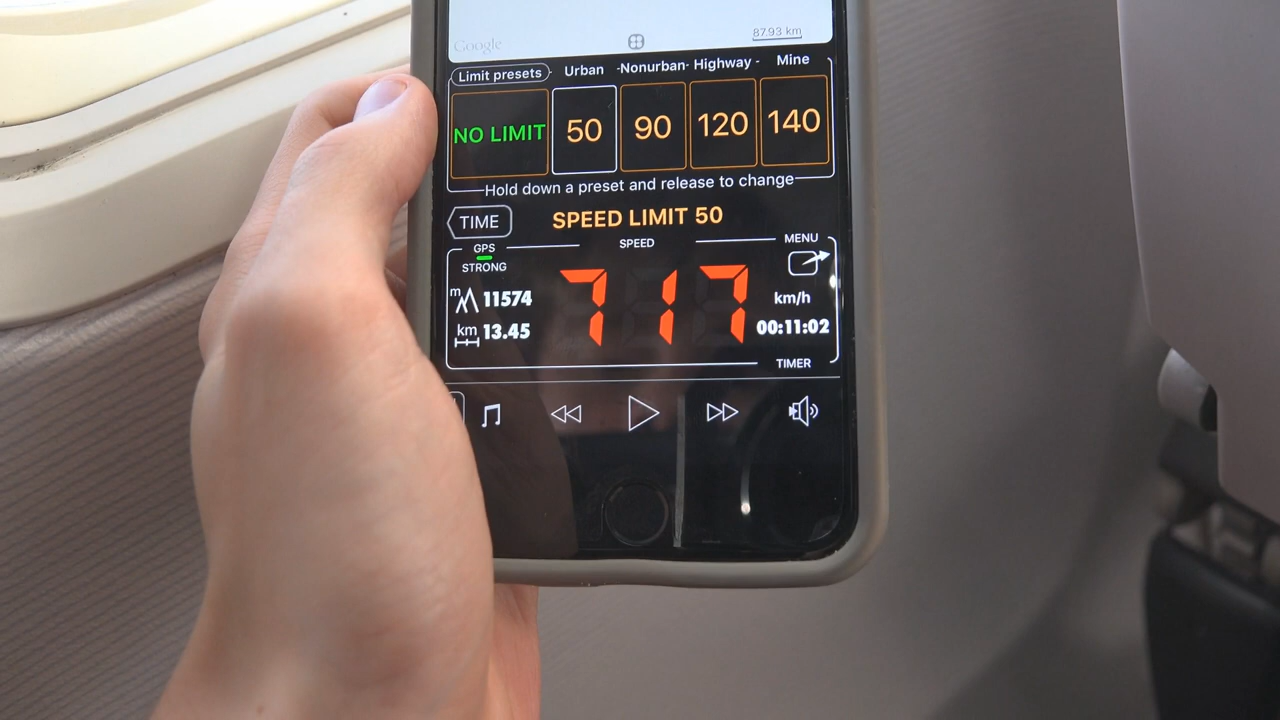 Google
87.93 km
Limit presets Urban Nonurban Highway Mine
NO LIMIT 50 90 120 140
Hold down a preset and release to change
TIME SPEED LIMIT 50
GPS SPEED MENU
STRONG
m 11574 717 km/h
km 13.45 00:11:02
TIMER